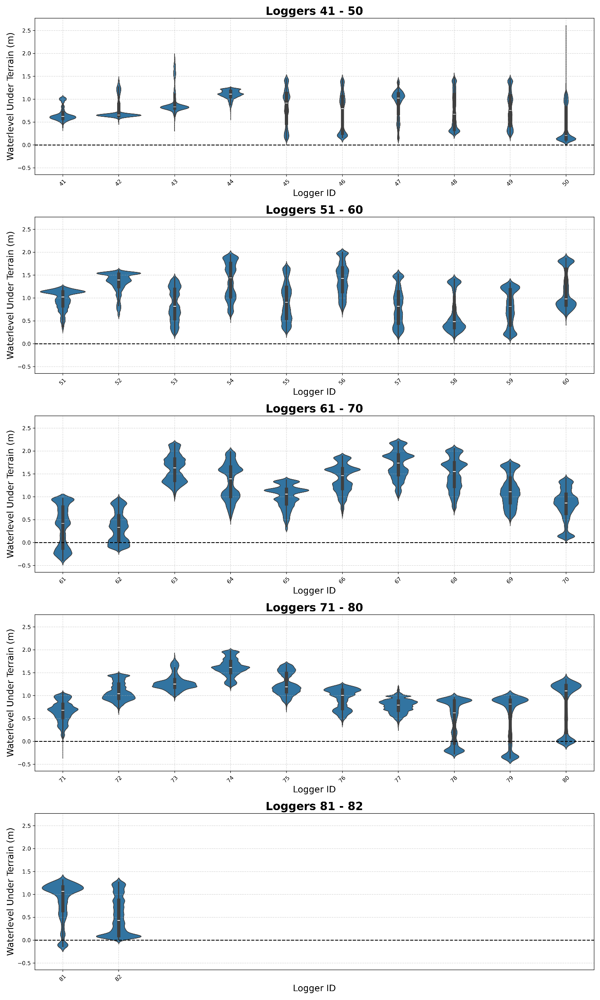 Loggers 41 - 50
Waterlevel Under Terrain (m)
2.5
2.0
1.5
1.0
0.5
0.0
−0.5
41 42 43 44 45 46 47 48 49 50
Logger ID
Loggers 51 - 60
Waterlevel Under Terrain (m)
2.5
2.0
1.5
1.0
0.5
0.0
−0.5
51 52 53 54 55 56 57 58 59 60
Logger ID
Loggers 61 - 70
Waterlevel Under Terrain (m)
2.5
2.0
1.5
1.0
0.5
0.0
−0.5
61 62 63 64 65 66 67 68 69 70
Logger ID
Loggers 71 - 80
Waterlevel Under Terrain (m)
2.5
2.0
1.5
1.0
0.5
0.0
−0.5
71 72 73 74 75 76 77 78 79 80
Logger ID
Loggers 81 - 82
Waterlevel Under Terrain (m)
2.5
2.0
1.5
1.0
0.5
0.0
−0.5
81 82
Logger ID